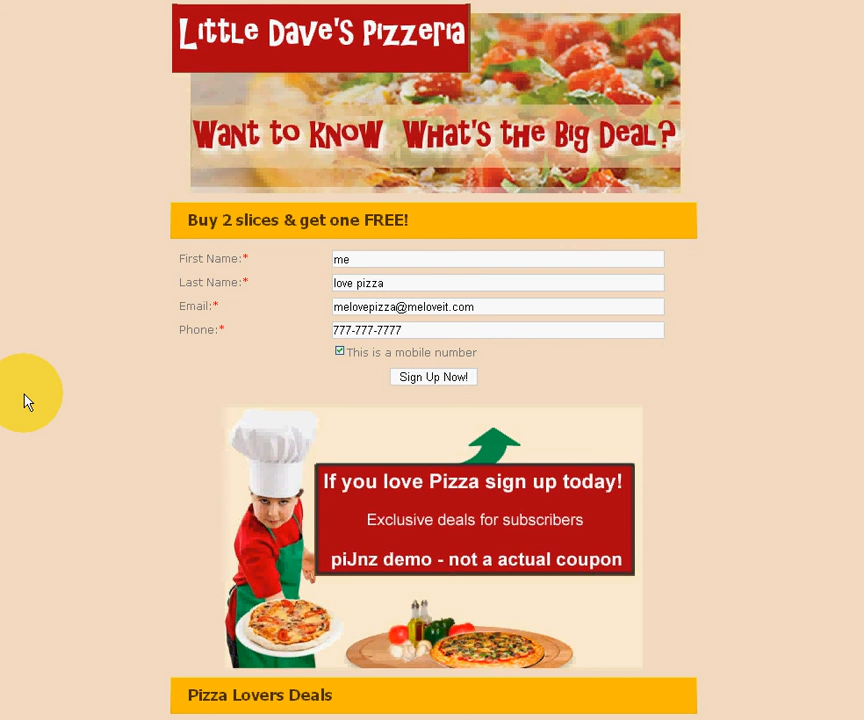 Little Dave's Pizzeria
Want to Know What's the Big Deal?
Buy 2 slices & get one FREE!
First Name:* me
Last Name:* love pizza
Email:* melovepizza@meloveit.com
Phone:* 777-777-7777
This is a mobile number
Sign Up Now!
If you love Pizza sign up today!
Exclusive deals for subscribers
piJnz demo - not a actual coupon
Pizza Lovers Deals